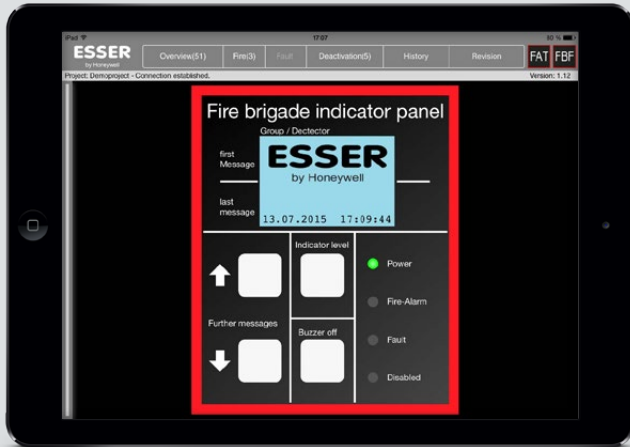 iPad 17:07 80 %
ESSER
by Honeywell
Overview(51) Fire(3) Fault Deactivation(5) History Revision FAT FBF
Project: Demoproject - Connection established. Version: 1.12
Fire brigade indicator panel
Group / Dectector
first
Message
ESSER
by Honeywell
last
message
13.07.2015 17:09:44
Indicator level
Power
Fire-Alarm
Further messages
Buzzer off
Fault
Disabled